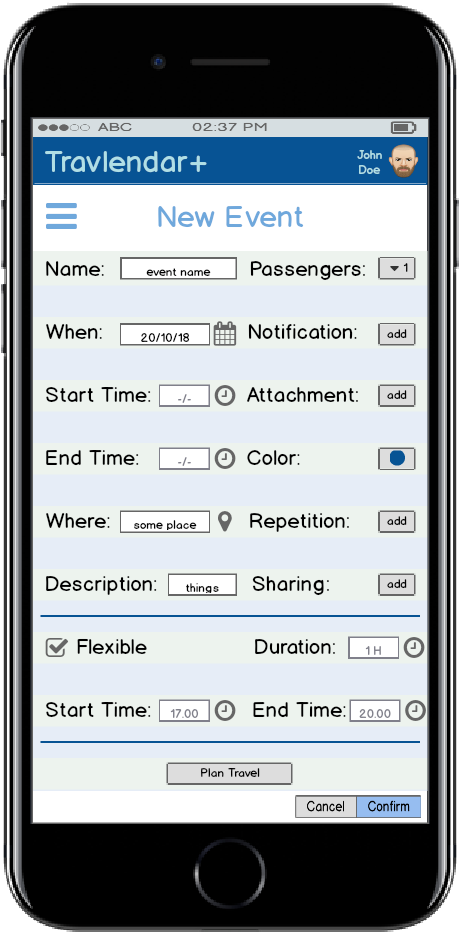 ABC 02:37 PM
Travlendar+ John Doe
New Event
Name: event name Passengers: 1
When: 20/10/18 Notification: add
Start Time: -/- Attachment: add
End Time: -/- Color:
Where: some place Repetition: add
Description: things Sharing: add
Flexible Duration: 1 H
Start Time: 17.00 End Time: 20.00
Plan Travel
Cancel Confirm